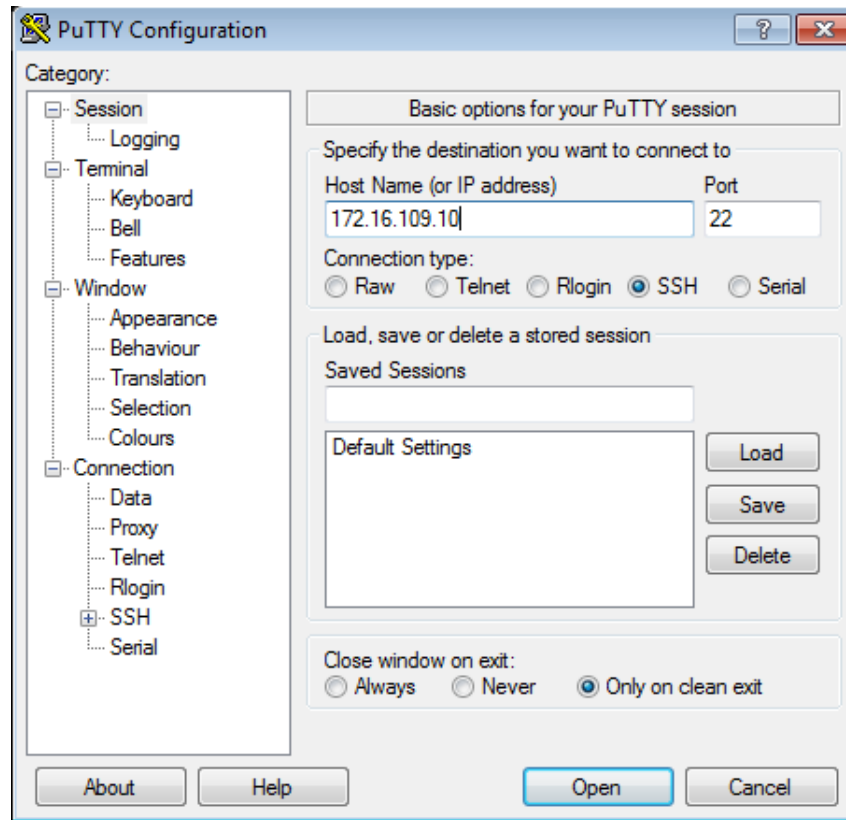 PuTTY Configuration
Category:
Session
Logging
Terminal
Keyboard
Bell
Features
Window
Appearance
Behaviour
Translation
Selection
Colours
Connection
Data
Proxy
Telnet
Rlogin
SSH
Serial
Basic options for your PuTTY session
Specify the destination you want to connect to
Host Name (or IP address) Port
172.16.109.10 22
Connection type:
Raw Telnet Rlogin SSH Serial
Load, save or delete a stored session
Saved Sessions
Default Settings
Load
Save
Delete
Close window on exit:
Always Never Only on clean exit
About Help Open Cancel